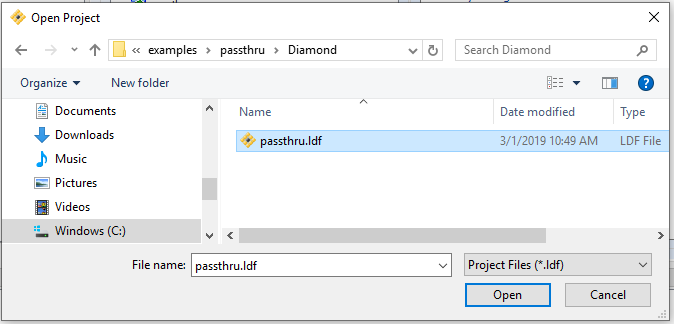 Open Project
« examples › passthru › Diamond
Search Diamond
Organize
New folder
?
Documents
Downloads
Music
Pictures
Videos
Windows (C:)
Name
Date modified
Type
passthru.ldf
3/1/2019 10:49 AM
LDF File
File name:
passthru.ldf
Project Files (*.ldf)
Open
Cancel